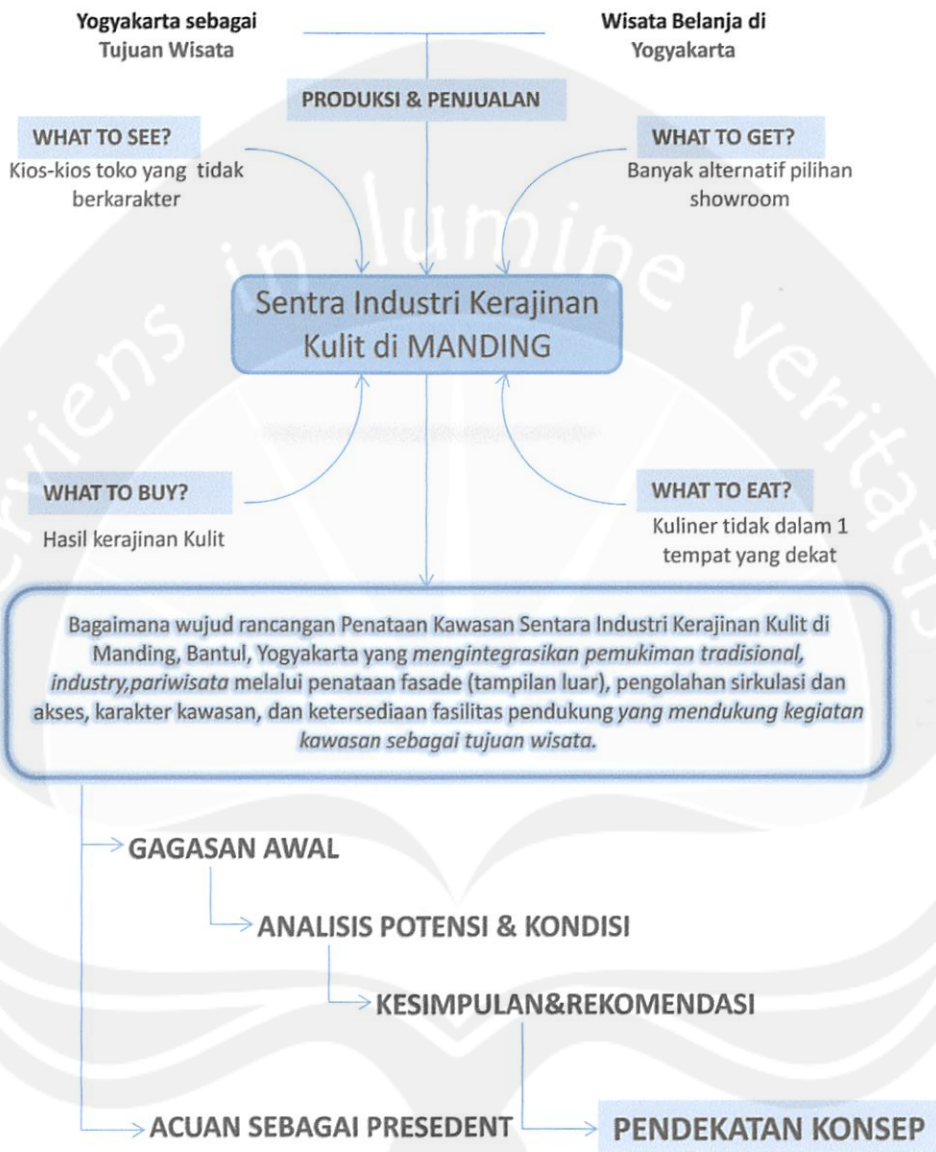 Yogyakarta sebagai
Tujuan Wisata
Wisata Belanja di
Yogyakarta
PRODUKSI & PENJUALAN
WHAT TO SEE?
Kios-kios toko yang tidak
berkarakter
WHAT TO GET?
Banyak alternatif pilihan
showroom
in lumine veritatis
Sentra Industri Kerajinan
Kulit di MANDING
WHAT TO BUY?
Hasil kerajinan Kulit
WHAT TO EAT?
Kuliner tidak dalam 1
tempat yang dekat
Bagaimana wujud rancangan Penataan Kawasan Sentara Industri Kerajinan Kulit di
Manding, Bantul, Yogyakarta yang mengintegrasikan pemukiman tradisional,
industry,pariwisata melalui penataan fasade (tampilan luar), pengolahan sirkulasi dan
akses, karakter kawasan, dan ketersediaan fasilitas pendukung yang mendukung kegiatan
kawasan sebagai tujuan wisata.
GAGASAN AWAL
ANALISIS POTENSI & KONDISI
KESIMPULAN&REKOMENDASI
ACUAN SEBAGAI PRESEDENT
PENDEKATAN KONSEP